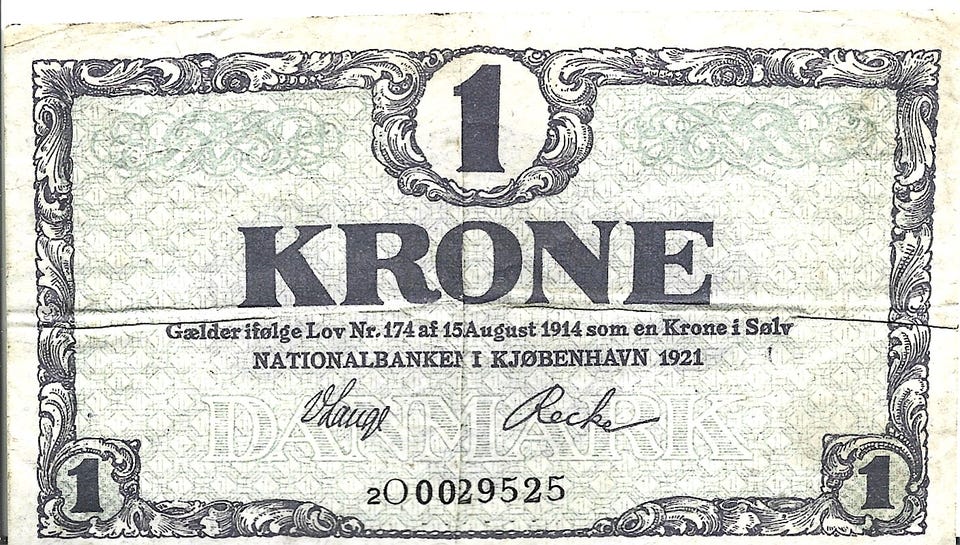 1
KRONE
Gælder ifølge Lov Nr. 174 af 15 August 1914 som en Krone i Sølv
NATIONALBANKEN I KJØBENHAVN 1921
VLange Recke
DANMARK
1 1
2O 0029525